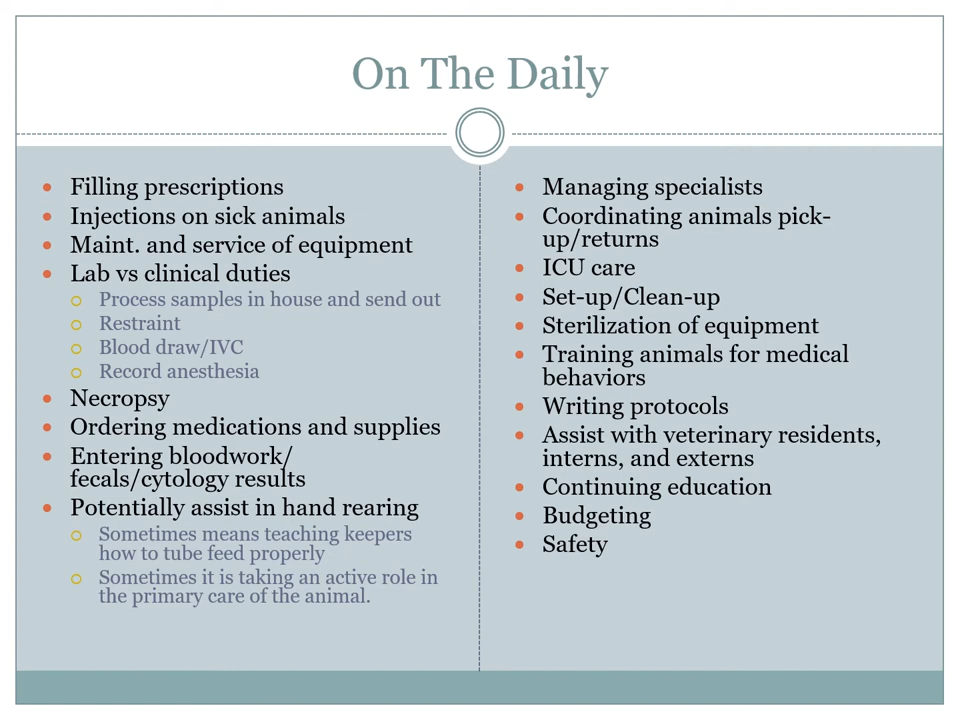 On The Daily
Filling prescriptions
Injections on sick animals
Maint. and service of equipment
Lab vs clinical duties
Process samples in house and send out
Restraint
Blood draw/IVC
Record anesthesia
Necropsy
Ordering medications and supplies
Entering bloodwork/
fecals/cytology results
Potentially assist in hand rearing
Sometimes means teaching keepers
how to tube feed properly
Sometimes it is taking an active role in
the primary care of the animal.
Managing specialists
Coordinating animals pick-
up/returns
ICU care
Set-up/Clean-up
Sterilization of equipment
Training animals for medical
behaviors
Writing protocols
Assist with veterinary residents,
interns, and externs
Continuing education
Budgeting
Safety